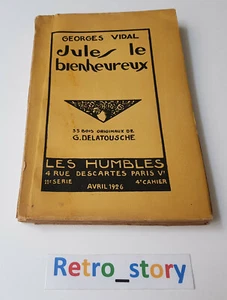 GEORGES VIDAL
Jules le
bienheureux
35 BOIS ORIGINAUX DE
G. DELATOUSCHE
LES HUMBLES
4 RUE DESCARTES PARIS Vᵉ
11ᵉ SERIE 4ᵉ CAHIER
AVRIL 1926
Retro_story